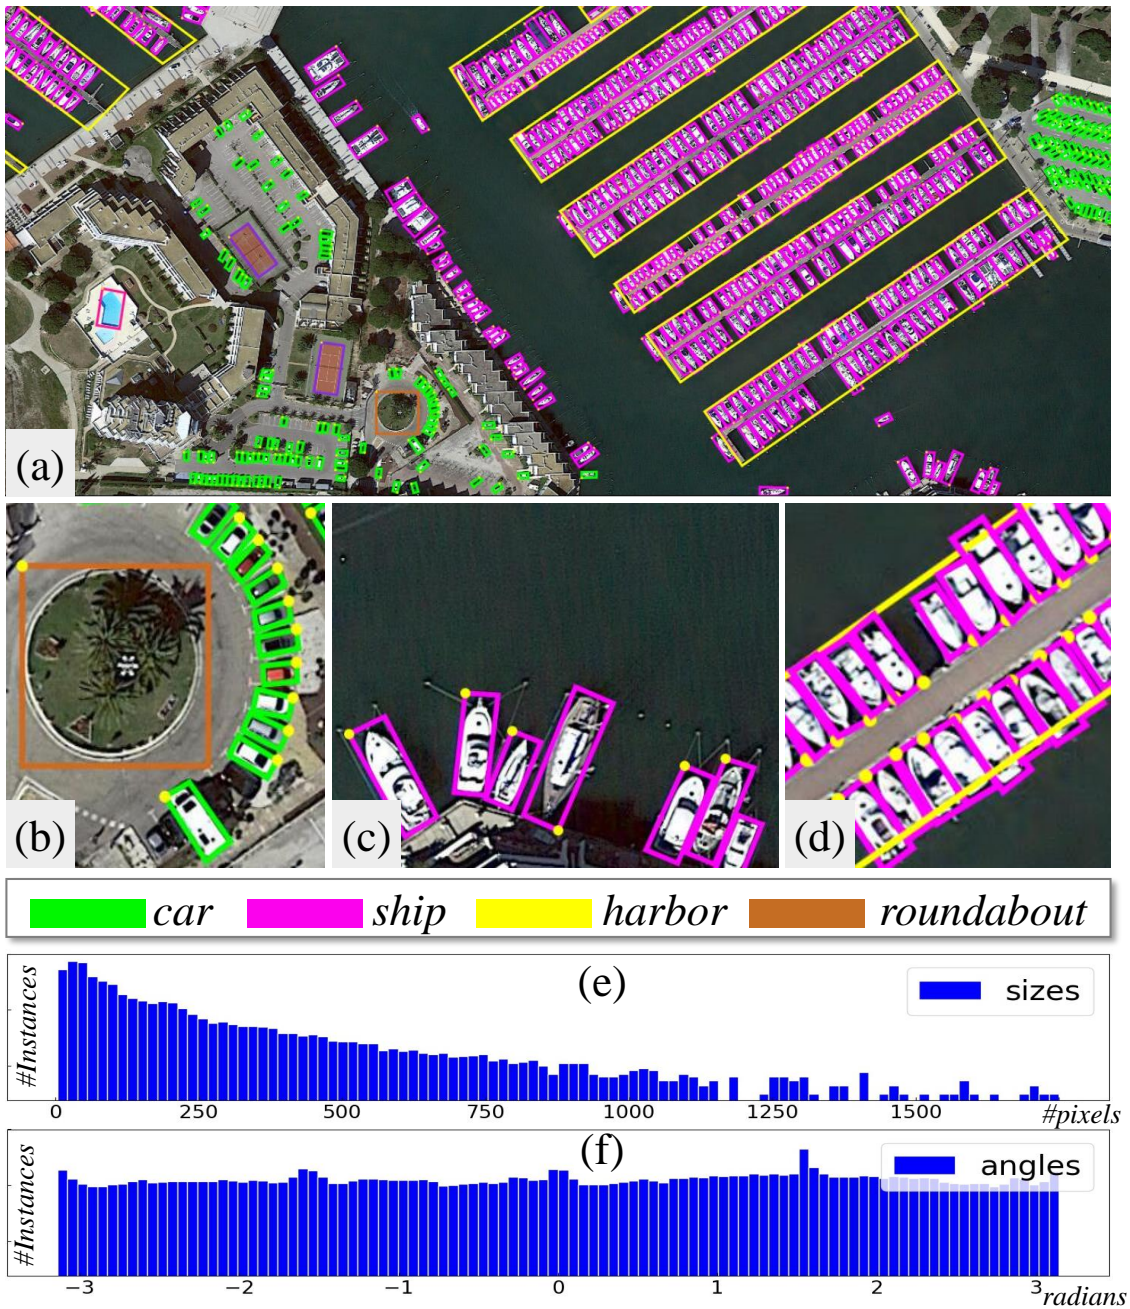 (a)
(b)
(c)
(d)
car
ship
harbor
roundabout
(e)
#Instances
sizes
0
250
500
750
1000
1250
1500
#pixels
(f)
#Instances
angles
−3
−2
−1
0
1
2
3
radians